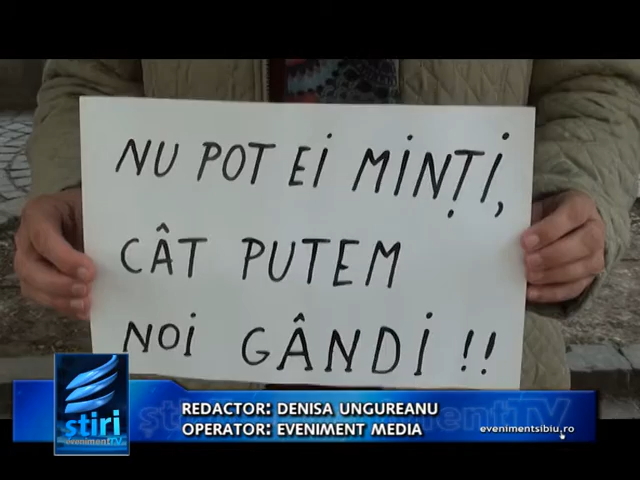 NU POT EI MINȚI,
CÂT PUTEM
NOI GÂNDI !!
REDACTOR: DENISA UNGUREANU
OPERATOR: EVENIMENT MEDIA
evenimentsibiu.ro
știri
evenimentTV